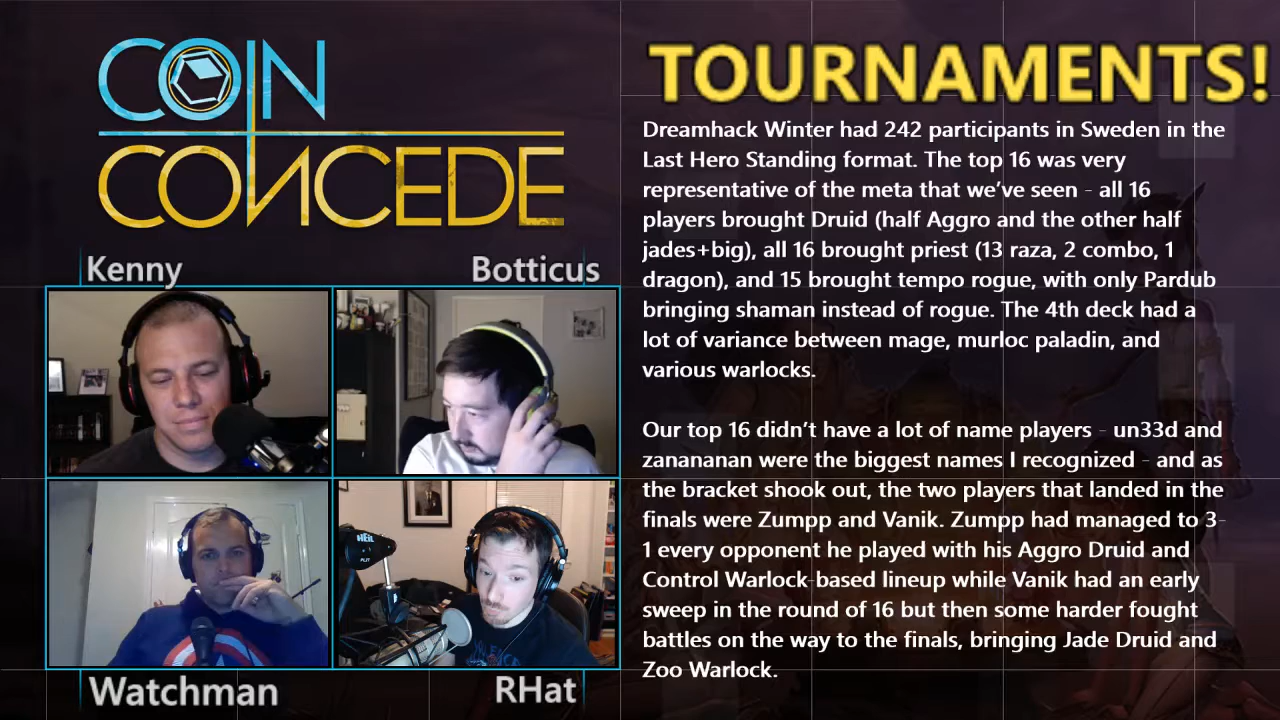 COIN
CONCEDE
Kenny
Botticus
Watchman
RHat
TOURNAMENTS!
Dreamhack Winter had 242 participants in Sweden in the
Last Hero Standing format. The top 16 was very
representative of the meta that we've seen - all 16
players brought Druid (half Aggro and the other half
jades+big), all 16 brought priest (13 raza, 2 combo, 1
dragon), and 15 brought tempo rogue, with only Pardub
bringing shaman instead of rogue. The 4th deck had a
lot of variance between mage, murloc paladin, and
various warlocks.
Our top 16 didn't have a lot of name players - un33d and
zanananan were the biggest names I recognized - and as
the bracket shook out, the two players that landed in the
finals were Zumpp and Vanik. Zumpp had managed to 3-
1 every opponent he played with his Aggro Druid and
Control Warlock-based lineup while Vanik had an early
sweep in the round of 16 but then some harder fought
battles on the way to the finals, bringing Jade Druid and
Zoo Warlock.